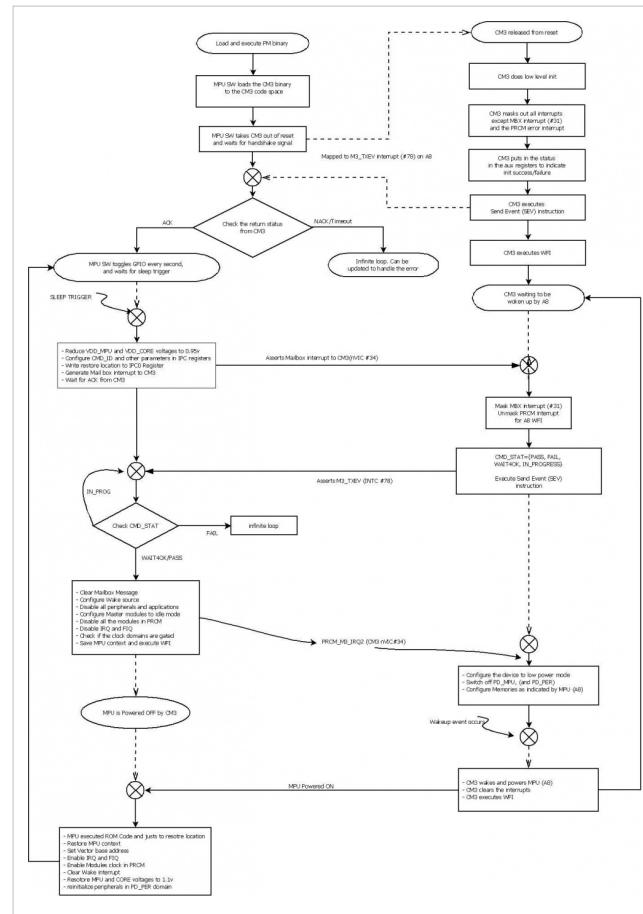 Load and execute PM binary
MPU SW loads the CM3 binary
to the CM3 code space
MPU SW takes CM3 out of reset
and waits for handshake signal
Mapped to M3_TXEV interrupt (#78) on A8
Check the return status
from CM3
ACK
NACK/Timeout
Infinite loop. Can be
updated to handle the error
MPU SW toggles GPIO every second,
and waits for sleep trigger
SLEEP TRIGGER
- Reduce VDD_MPU and VDD_CORE voltages to 0.95v
- Configure CMD_ID and other parameters in IPC registers
- Write restore location to IPC0 Register
- Generate Mail box interrupt to CM3
- Wait for ACK from CM3
CM3 released from reset
CM3 does low level init
CM3 masks out all interrupts
except MBX interrupt (#31)
and the PRCM error interrupt
CM3 puts in the status
in the aux registers to indicate
init success/failure
CM3 executes
Send Event (SEV) instruction
CM3 executes WFI
CM3 waiting to be
woken up by A8
Asserts Mailbox interrupt to CM3(nVIC #34)
Mask MBX interrupt (#31)
Unmask PRCM interrupt
for A8 WFI
CMD_STAT={PASS, FAIL,
WAIT4OK, IN_PROGRESS}
Execute Send Event (SEV)
instruction
Asserts M3_TXEV (INTC #78)
IN_PROG
Check CMD_STAT
FAIL
infinite loop
WAIT4OK/PASS
- Clear Mailbox Message
- Configure Wake source
- Disable all peripherals and applications
- Configure Master modules to idle mode
- Disable all the modules in PRCM
- Disable IRQ and FIQ
- Check if the clock domains are gated
- Save MPU context and execute WFI
PRCM_M3_IRQ2 (CM3 nVIC#34)
- Configure the device to low power mode
- Switch off PD_MPU, (and PD_PER)
- Configure Memories as indicated by MPU (A8)
MPU is Powered OFF by CM3
Wakeup event occurs
MPU Powered ON
- CM3 wakes and powers MPU (A8)
- CM3 clears the interrupts
- CM3 executes WFI
- MPU executed ROM Code and justs to resotre location
- Restore MPU context
- Set Vector base address
- Enable IRQ and FIQ
- Enable Modules clock in PRCM
- Clear Wake interrupt
- Resotore MPU and CORE voltages to 1.1v
- reinitialize peripherals in PD_PER domain